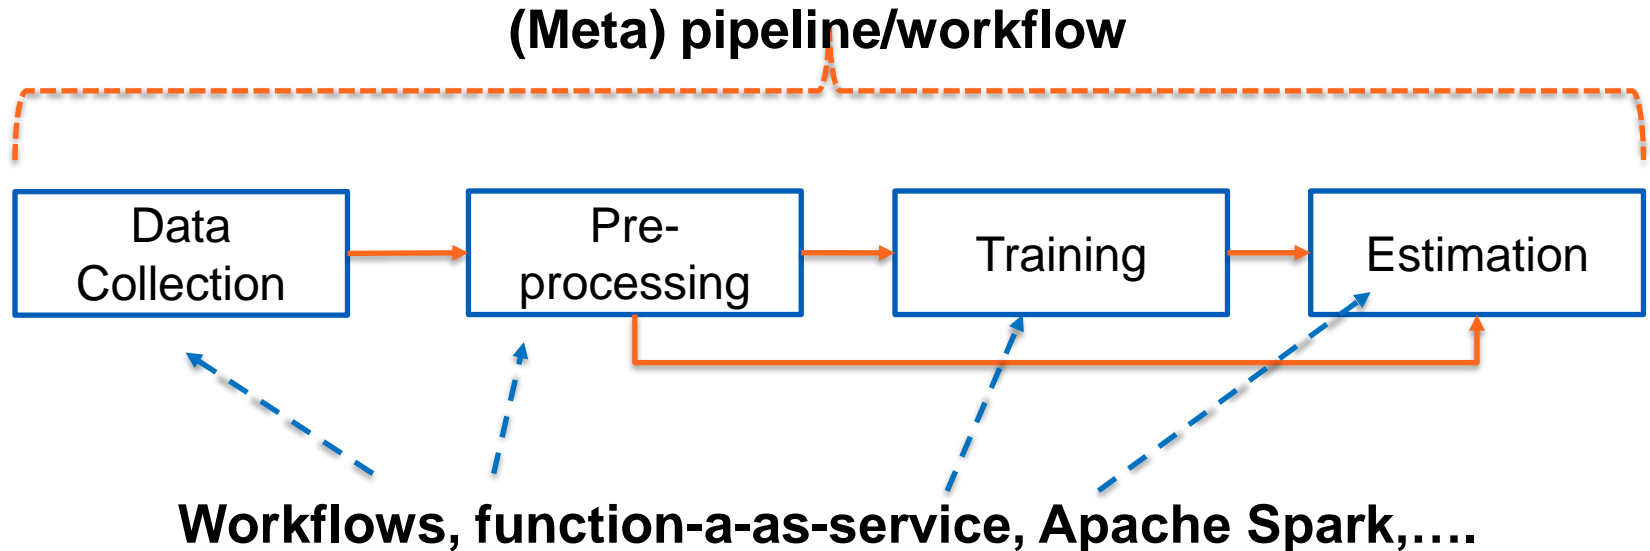 (Meta) pipeline/workflow
Data
Collection
Pre-
processing
Training
Estimation
Workflows, function-a-as-service, Apache Spark,....